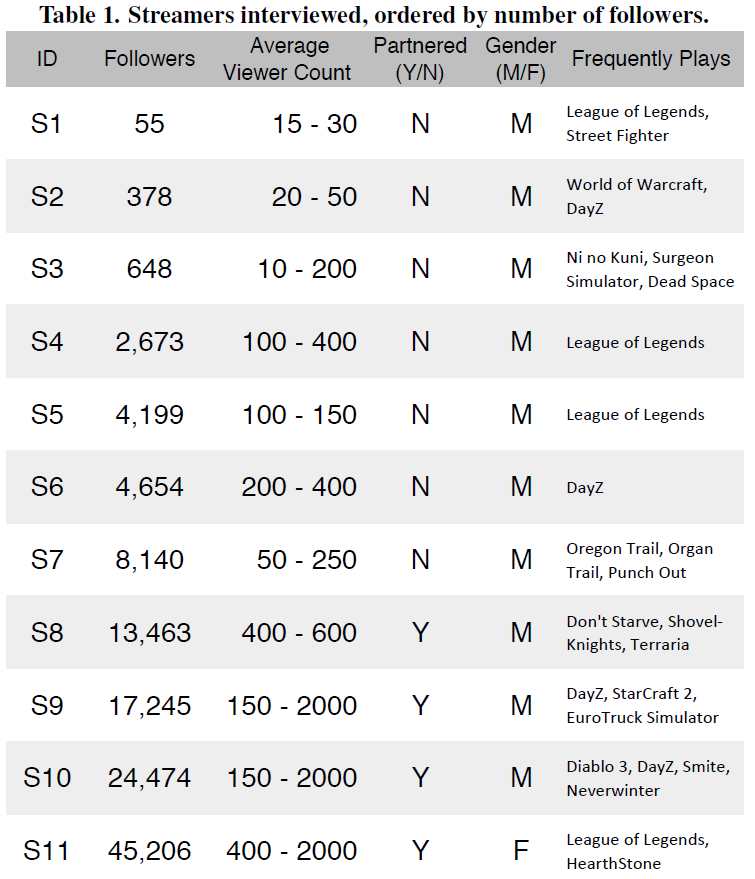 Table 1. Streamers interviewed, ordered by number of followers.
ID Followers Average Viewer Count Partnered (Y/N) Gender (M/F) Frequently Plays
S1 55 15 - 30 N M League of Legends, Street Fighter
S2 378 20 - 50 N M World of Warcraft, DayZ
S3 648 10 - 200 N M Ni no Kuni, Surgeon Simulator, Dead Space
S4 2,673 100 - 400 N M League of Legends
S5 4,199 100 - 150 N M League of Legends
S6 4,654 200 - 400 N M DayZ
S7 8,140 50 - 250 N M Oregon Trail, Organ Trail, Punch Out
S8 13,463 400 - 600 Y M Don't Starve, Shovel-Knights, Terraria
S9 17,245 150 - 2000 Y M DayZ, StarCraft 2, EuroTruck Simulator
S10 24,474 150 - 2000 Y M Diablo 3, DayZ, Smite, Neverwinter
S11 45,206 400 - 2000 Y F League of Legends, HearthStone